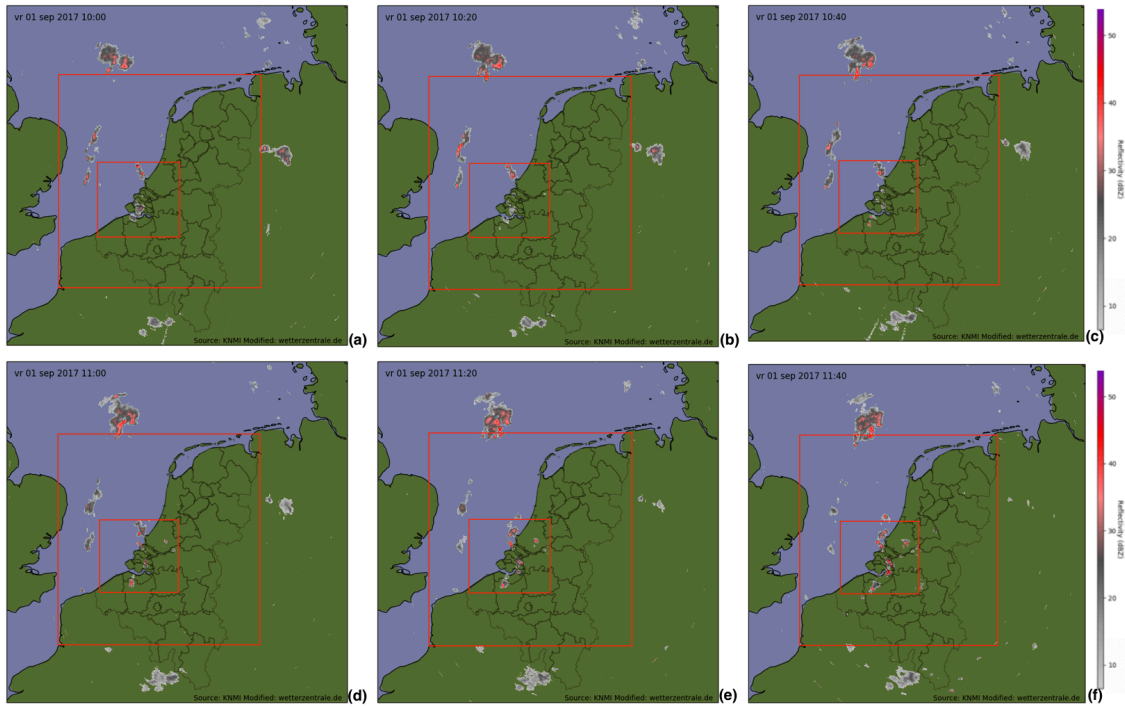 vr 01 sep 2017 10:00
Source: KNMI Modified: wetterzentrale.de
(a)
vr 01 sep 2017 10:20
Source: KNMI Modified: wetterzentrale.de
(b)
vr 01 sep 2017 10:40
Source: KNMI Modified: wetterzentrale.de
(c)
50
40
30
20
10
Reflectivity (dBZ)
vr 01 sep 2017 11:00
Source: KNMI Modified: wetterzentrale.de
(d)
vr 01 sep 2017 11:20
Source: KNMI Modified: wetterzentrale.de
(e)
vr 01 sep 2017 11:40
Source: KNMI Modified: wetterzentrale.de
(f)
50
40
30
20
10
Reflectivity (dBZ)